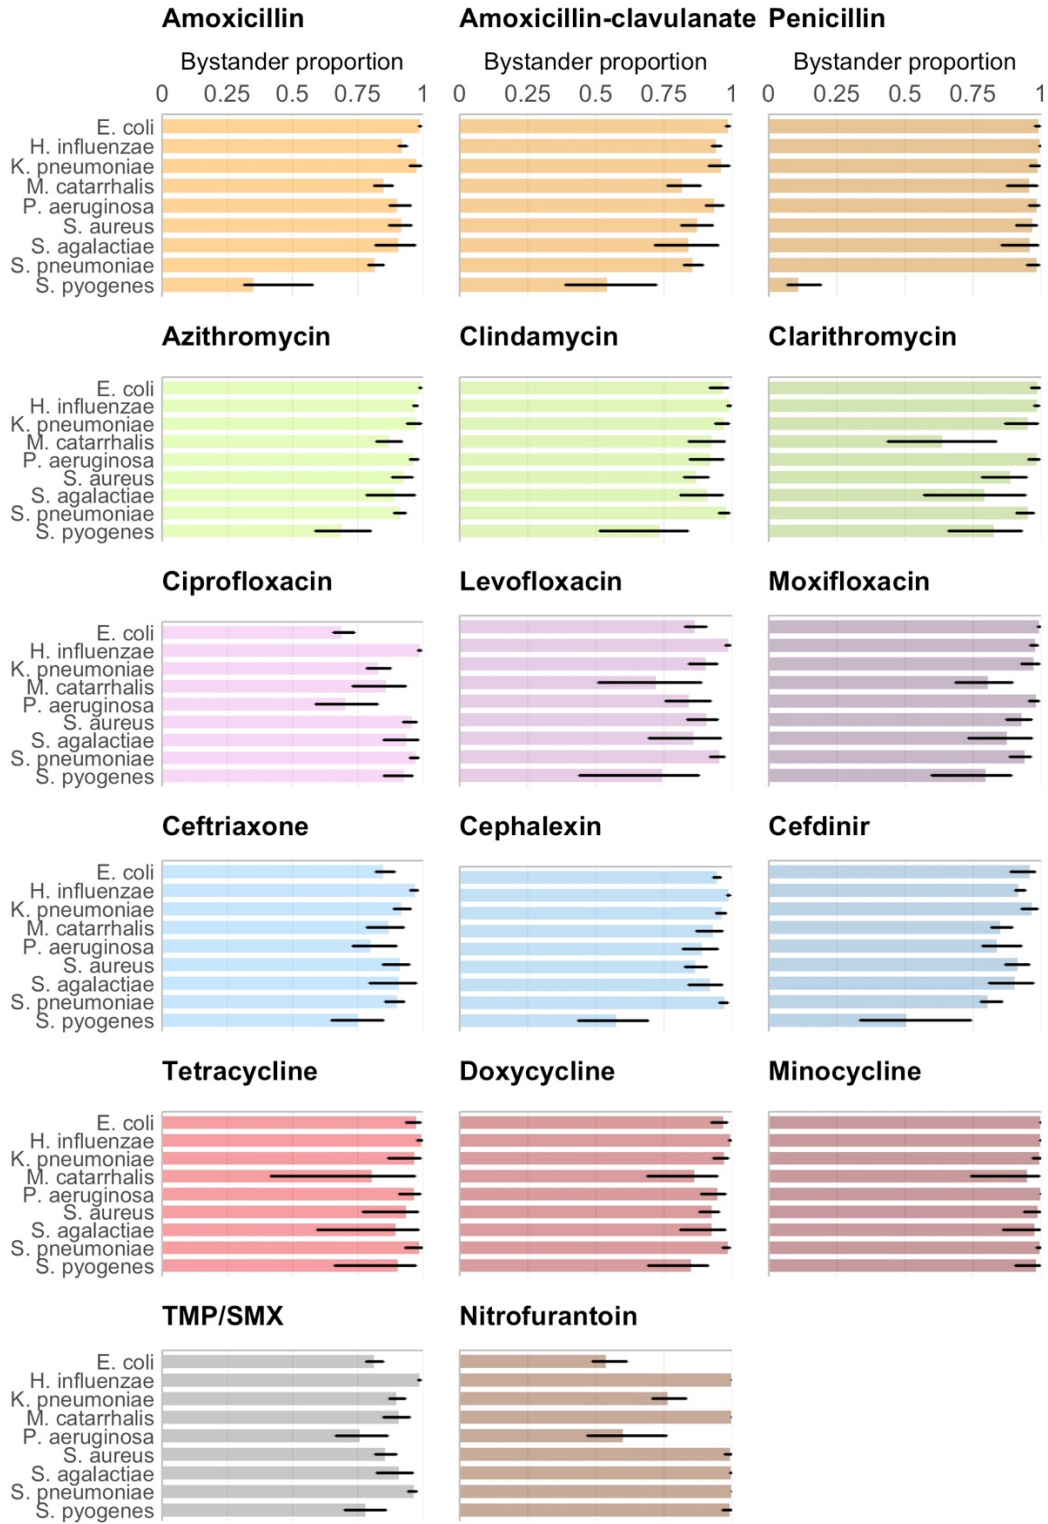 Amoxicillin Amoxicillin-clavulanate Penicillin
Bystander proportion Bystander proportion Bystander proportion
0 0.25 0.5 0.75 1 0 0.25 0.5 0.75 1 0 0.25 0.5 0.75 1
E. coli
H. influenzae
K. pneumoniae
M. catarrhalis
P. aeruginosa
S. aureus
S. agalactiae
S. pneumoniae
S. pyogenes
Azithromycin Clindamycin Clarithromycin
E. coli
H. influenzae
K. pneumoniae
M. catarrhalis
P. aeruginosa
S. aureus
S. agalactiae
S. pneumoniae
S. pyogenes
Ciprofloxacin Levofloxacin Moxifloxacin
E. coli
H. influenzae
K. pneumoniae
M. catarrhalis
P. aeruginosa
S. aureus
S. agalactiae
S. pneumoniae
S. pyogenes
Ceftriaxone Cephalexin Cefdinir
E. coli
H. influenzae
K. pneumoniae
M. catarrhalis
P. aeruginosa
S. aureus
S. agalactiae
S. pneumoniae
S. pyogenes
Tetracycline Doxycycline Minocycline
E. coli
H. influenzae
K. pneumoniae
M. catarrhalis
P. aeruginosa
S. aureus
S. agalactiae
S. pneumoniae
S. pyogenes
TMP/SMX Nitrofurantoin
E. coli
H. influenzae
K. pneumoniae
M. catarrhalis
P. aeruginosa
S. aureus
S. agalactiae
S. pneumoniae
S. pyogenes